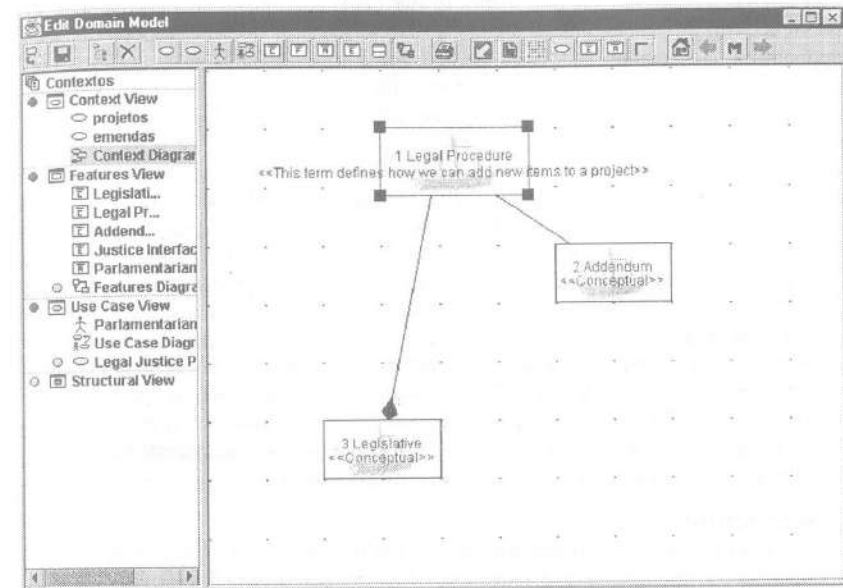 Edit Domain Model
Contextos
Context View
projetos
emendas
Context Diagrar
Features View
Legislati...
Legal Pr...
Addend...
Justice Interfac
Parlamentarian
Features Diagra
Use Case View
Parlamentarian
Use Case Diagr
Legal Justice P
Structural View
1 Legal Procedure
<<This term defines how we can add new items to a project>>
2 Addendum
<<Conceptual>>
3 Legislative
<<Conceptual>>